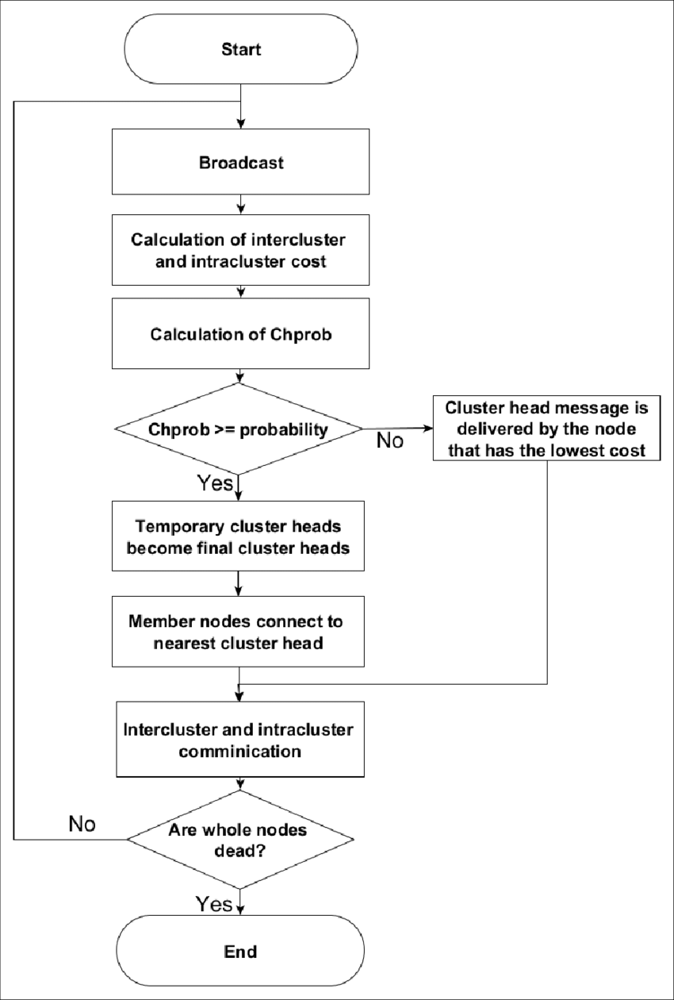 Start
Broadcast
Calculation of intercluster
and intracluster cost
Calculation of Chprob
Chprob >= probability
No
Cluster head message is
delivered by the node
that has the lowest cost
Yes
Temporary cluster heads
become final cluster heads
Member nodes connect to
nearest cluster head
Intercluster and intracluster
comminication
Are whole nodes
dead?
No
Yes
End